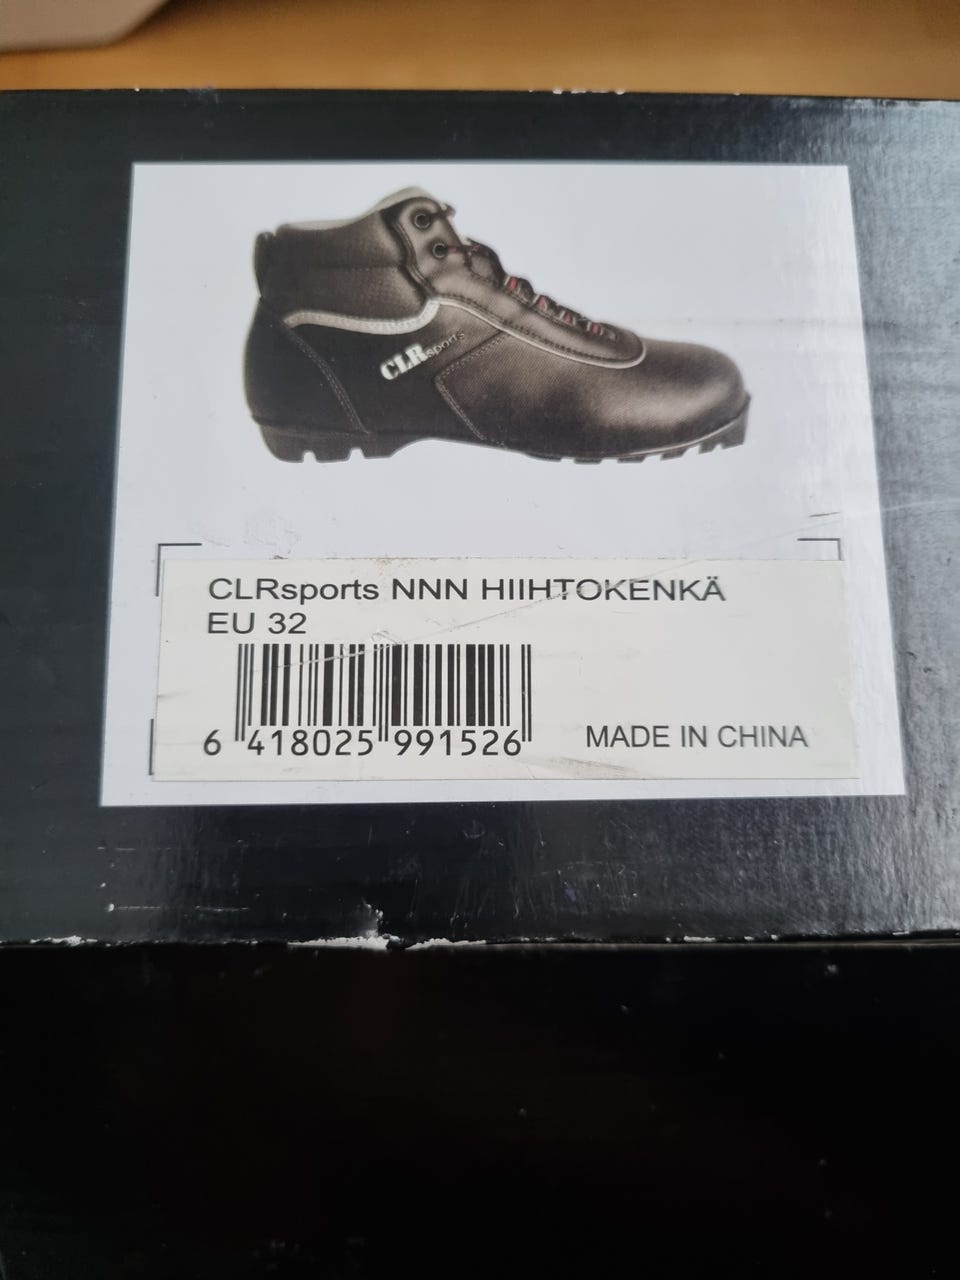 CLRsports
CLRsports NNN HIIHTOKENKÄ
EU 32
6 418025 991526
MADE IN CHINA